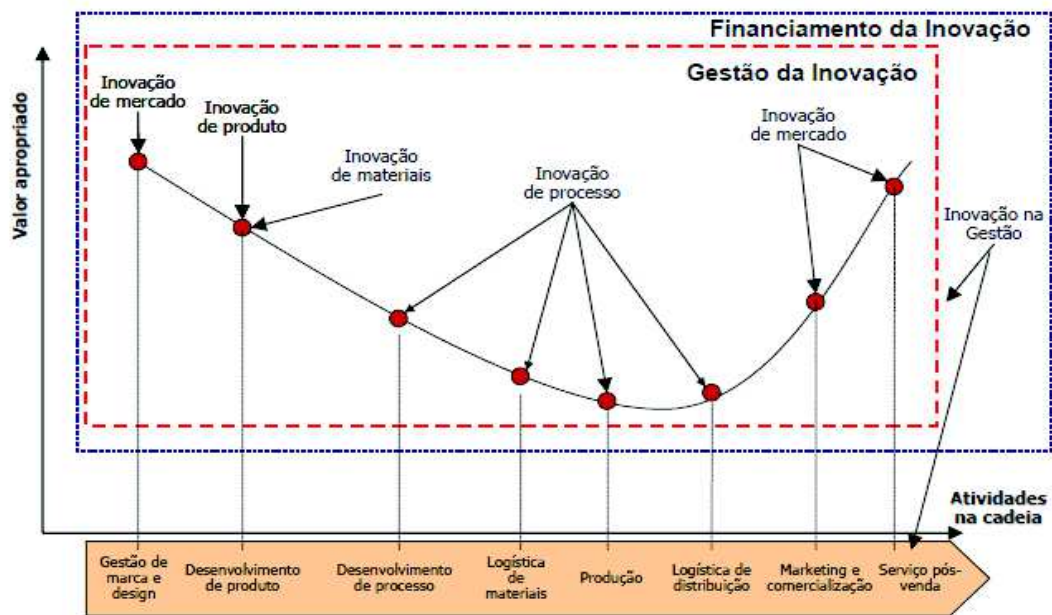 Financiamento da Inovação
Gestão da Inovação
Inovação
de mercado
Inovação
de produto
Inovação
de materiais
Inovação
de processo
Inovação
de mercado
Inovação na
Gestão
Valor apropriado
Atividades
na cadeia
Gestão de
marca e
design
Desenvolvimento
de produto
Desenvolvimento
de processo
Logística
de
materiais
Produção
Logística de
distribuição
Marketing e
comercialização
Serviço pós-
venda